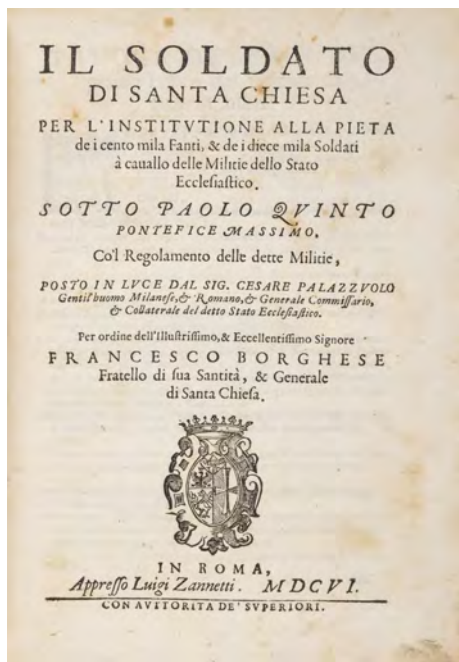 IL SOLDATO
DI SANTA CHIESA
PER L'INSTITVTIONE ALLA PIETA
de i cento mila Fanti, & de i diece mila Soldati
à cauallo delle Militie dello Stato
Ecclesiastico.
SOTTO PAOLO QVINTO
PONTEFICE MASSIMO.
Co'l Regolamento delle dette Militie,
POSTO IN LVCE DAL SIG. CESARE PALAZZVOLO
Gentil'huomo Milanese, & Romano, & Generale Commissario,
& Collaterale del detto Stato Ecclesiastico.
Per ordine dell'Illustrissimo, & Eccellentissimo Signore
FRANCESCO BORGHESE
Fratello di sua Santità, & Generale
di Santa Chiesa.
IN ROMA,
Appresso Luigi Zannetti. MDCVI.
CON AVTTORITA DE' SVPERIORI.